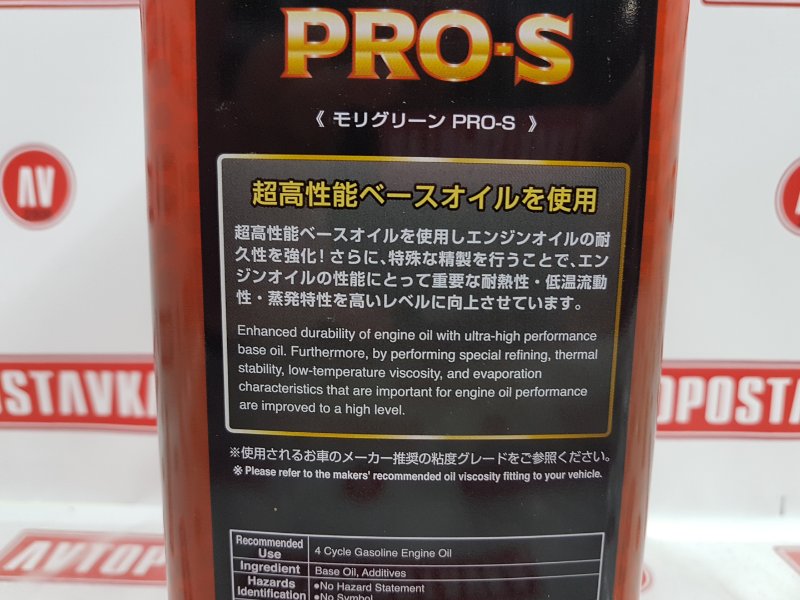 PRO-S
《 モリグリーン PRO-S 》
超高性能ベースオイルを使用
超高性能ベースオイルを使用しエンジンオイルの耐
久性を強化！さらに、特殊な精製を行うことで、エン
ジンオイルの性能にとって重要な耐熱性・低温流動
性・蒸発特性を高いレベルに向上させています。
Enhanced durability of engine oil with ultra-high performance
base oil. Furthermore, by performing special refining, thermal
stability, low-temperature viscosity, and evaporation
characteristics that are important for engine oil performance
are improved to a high level.
※使用されるお車のメーカー推奨の粘度グレードをご参照ください。
※ Please refer to the makers' recommended oil viscosity fitting to your vehicle.
Recommended
Use
4 Cycle Gasoline Engine Oil
Ingredient
Base Oil, Additives
Hazards
Identification
●No Hazard Statement
●No Symbol
AV
OSTAVKA
TOPOSTAV
AVTOPOST